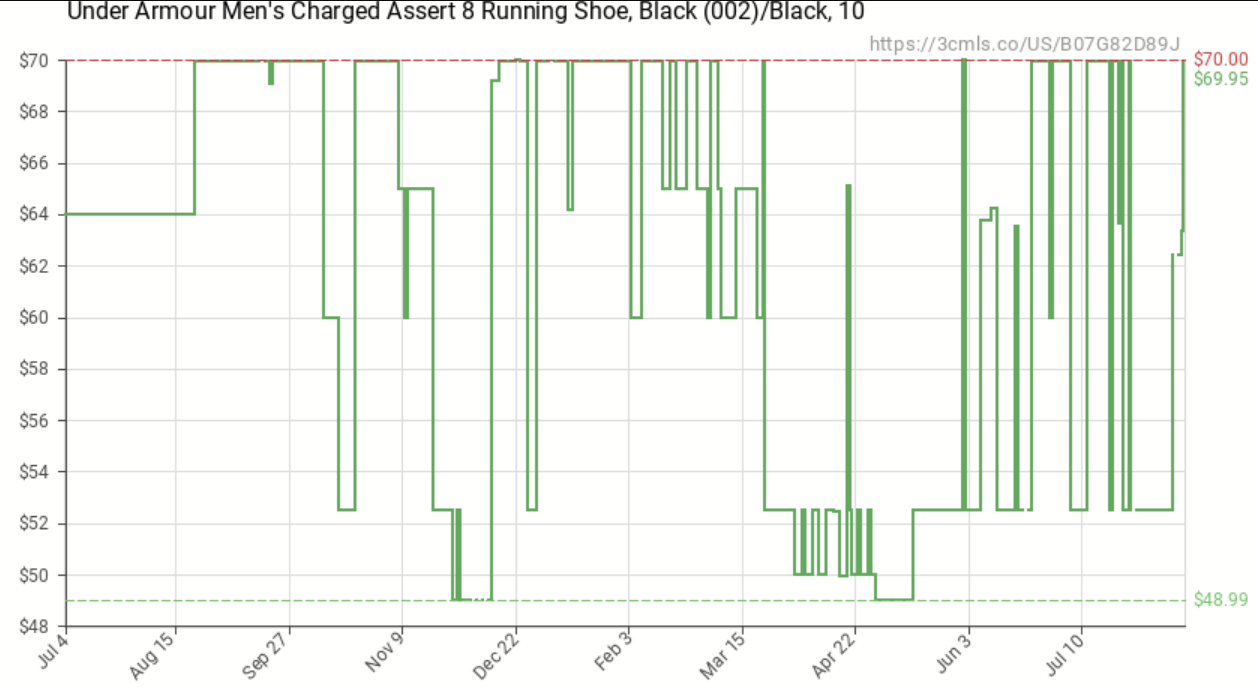 Under Armour Men's Charged Assert 8 Running Shoe, Black (002)/Black, 10
https://3cmls.co/US/B07G82D89J
$70
$70.00
$69.95
$68
$66
$64
$62
$60
$58
$56
$54
$52
$50
$48.99
$48
Jul 4
Aug 15
Sep 27
Nov 9
Dec 22
Feb 3
Mar 15
Apr 22
Jun 3
Jul 10